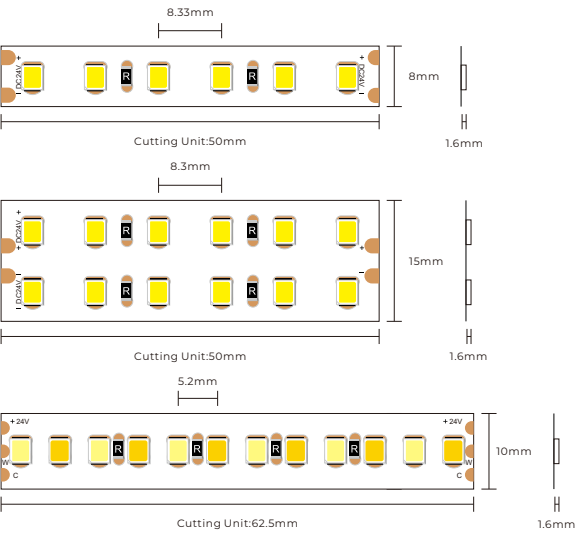 8.33mm
+ +
DC24V R R DC24V
- -
8mm
Cutting Unit:50mm
1.6mm
8.3mm
+
DC24V R R
+ +
- -
DC24V R R
-
15mm
Cutting Unit:50mm
1.6mm
5.2mm
+24V +24V
R R R R
W W
C C
10mm
Cutting Unit:62.5mm
1.6mm